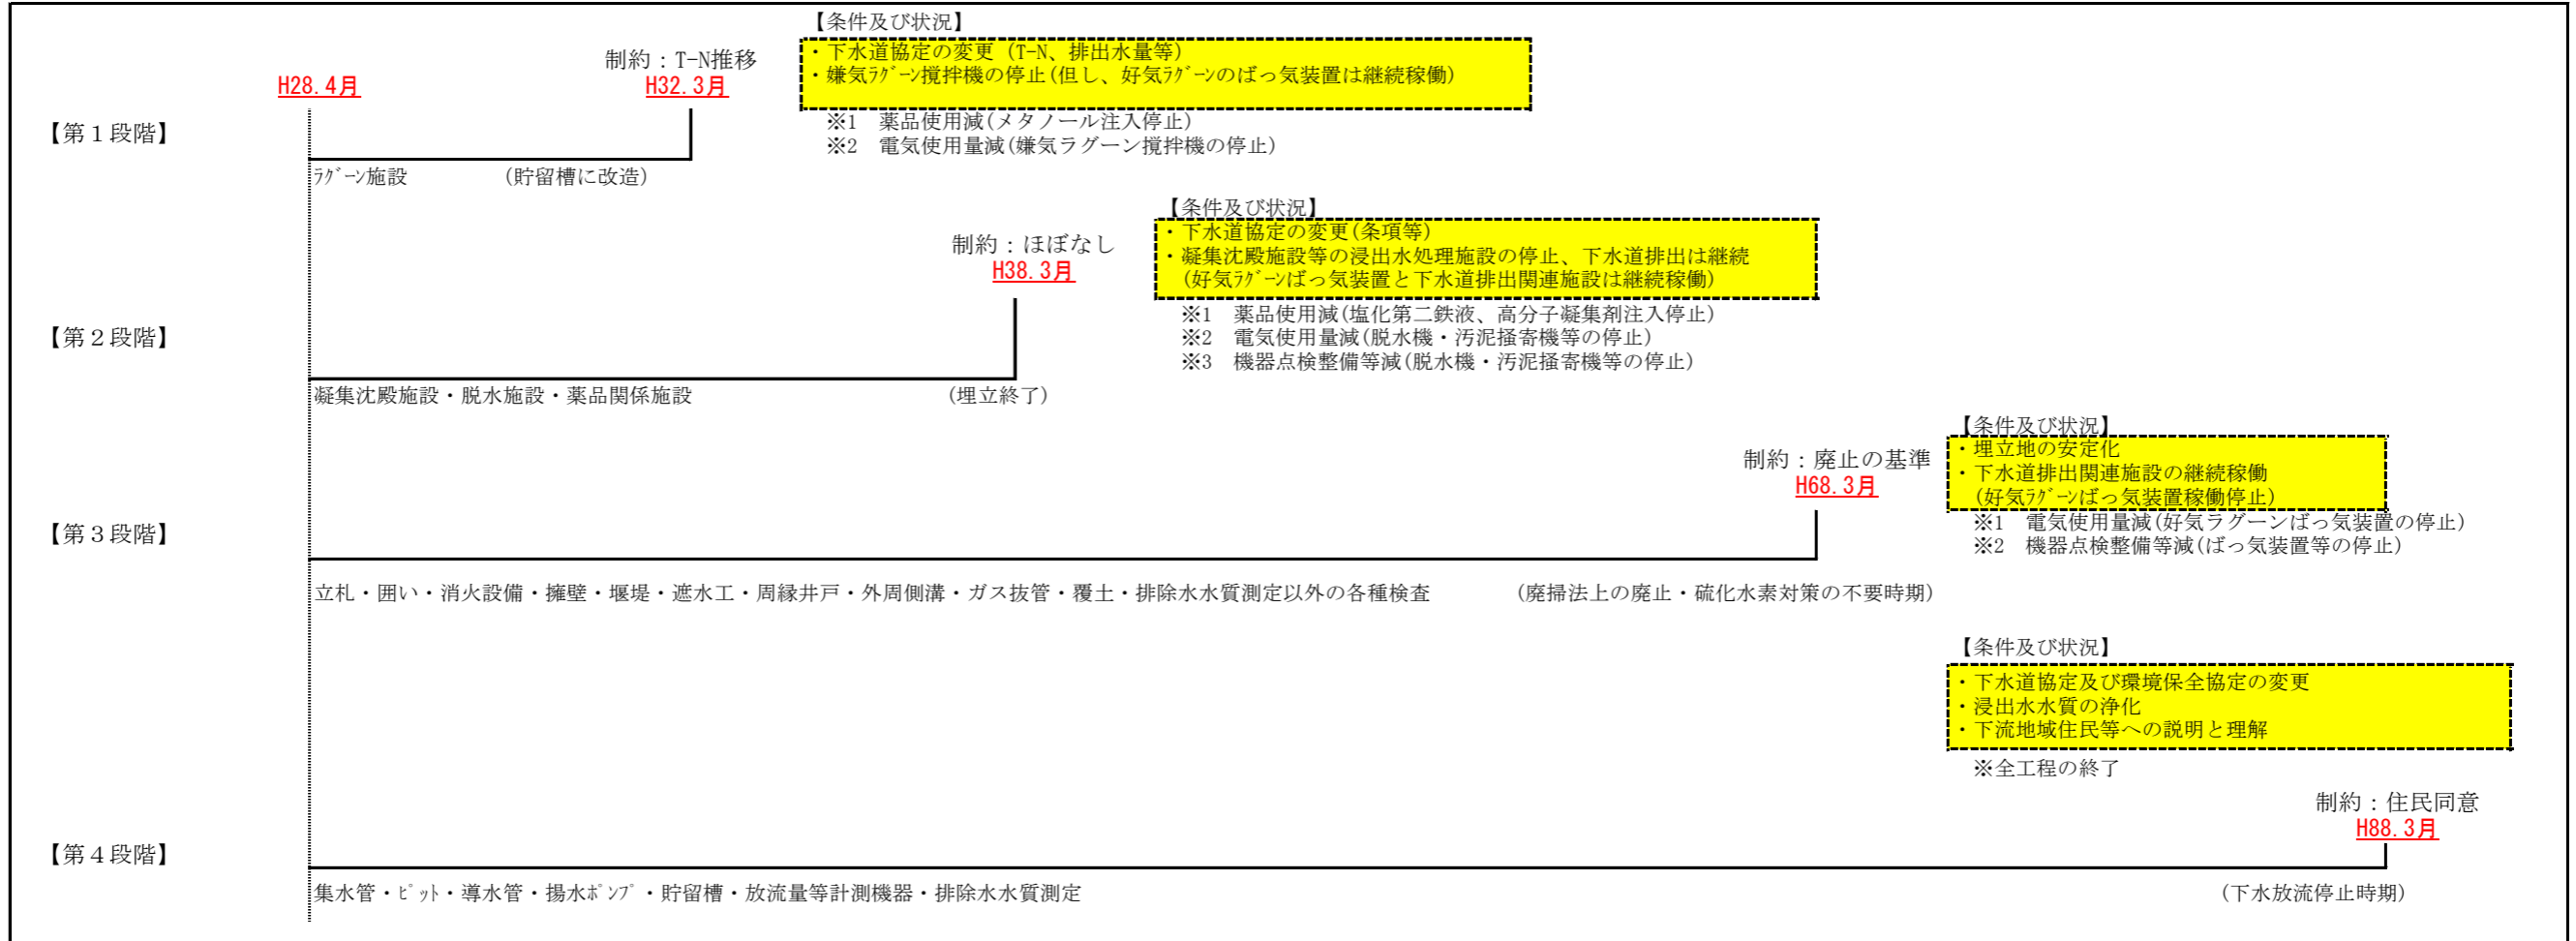 【条件及び状況】
・下水道協定の変更（T-N、排出水量等）
・嫌気ﾗｸﾞｰﾝ撹拌機の停止(但し、好気ﾗｸﾞｰﾝのばっ気装置は継続稼働)
制約：T-N推移
H28.4月
H32.3月
※1　薬品使用減(メタノール注入停止)
※2　電気使用量減(嫌気ラグーン撹拌機の停止)
【第１段階】
ﾗｸﾞｰﾝ施設
(貯留槽に改造)
【条件及び状況】
・下水道協定の変更(条項等)
・凝集沈殿施設等の浸出水処理施設の停止、下水道排出は継続
(好気ﾗｸﾞｰﾝばっ気装置と下水道排出関連施設は継続稼働)
制約：ほぼなし
H38.3月
※1　薬品使用減(塩化第二鉄液、高分子凝集剤注入停止)
※2　電気使用量減(脱水機・汚泥掻寄機等の停止)
※3　機器点検整備等減(脱水機・汚泥掻寄機等の停止)
【第２段階】
凝集沈殿施設・脱水施設・薬品関係施設
(埋立終了)
【条件及び状況】
・埋立地の安定化
・下水道排出関連施設の継続稼働
(好気ﾗｸﾞｰﾝばっ気装置稼働停止)
制約：廃止の基準
H68.3月
※1　電気使用量減(好気ラグーンばっ気装置の停止)
※2　機器点検整備等減(ばっ気装置等の停止)
【第３段階】
立札・囲い・消火設備・擁壁・堰堤・遮水工・周縁井戸・外周側溝・ガス抜管・覆土・排除水水質測定以外の各種検査
(廃掃法上の廃止・硫化水素対策の不要時期)
【条件及び状況】
・下水道協定及び環境保全協定の変更
・浸出水水質の浄化
・下流地域住民等への説明と理解
※全工程の終了
制約：住民同意
H88.3月
【第４段階】
集水管・ﾋﾟｯﾄ・導水管・揚水ﾎﾟﾝﾌﾟ・貯留槽・放流量等計測機器・排除水水質測定
(下水放流停止時期)